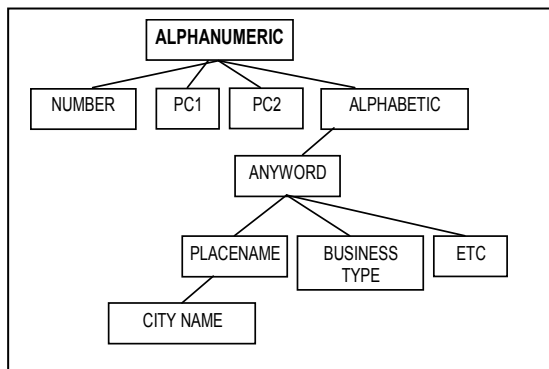 ALPHANUMERIC
NUMBER
PC1
PC2
ALPHABETIC
ANYWORD
PLACENAME
BUSINESS
TYPE
ETC
CITY NAME